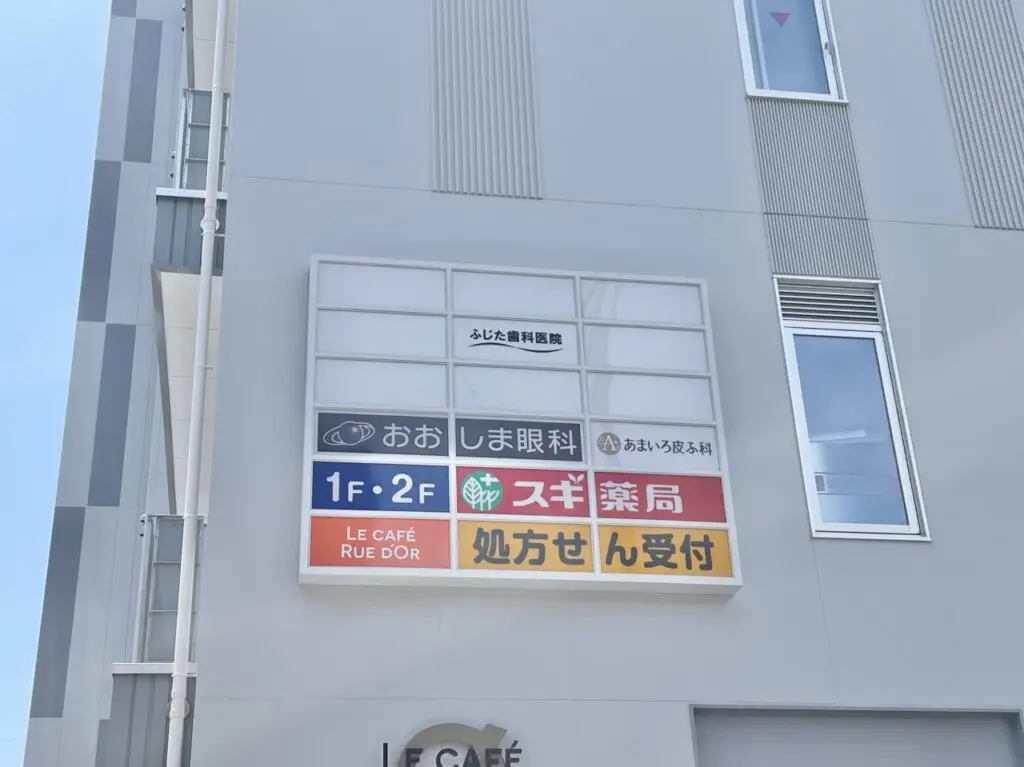 ふじた歯科医院
おおしま眼科
A あまいろ皮ふ科
1F・2F
スギ薬局
LE CAFÉ
RUE D'OR
処方せん受付
LE CAFÉ